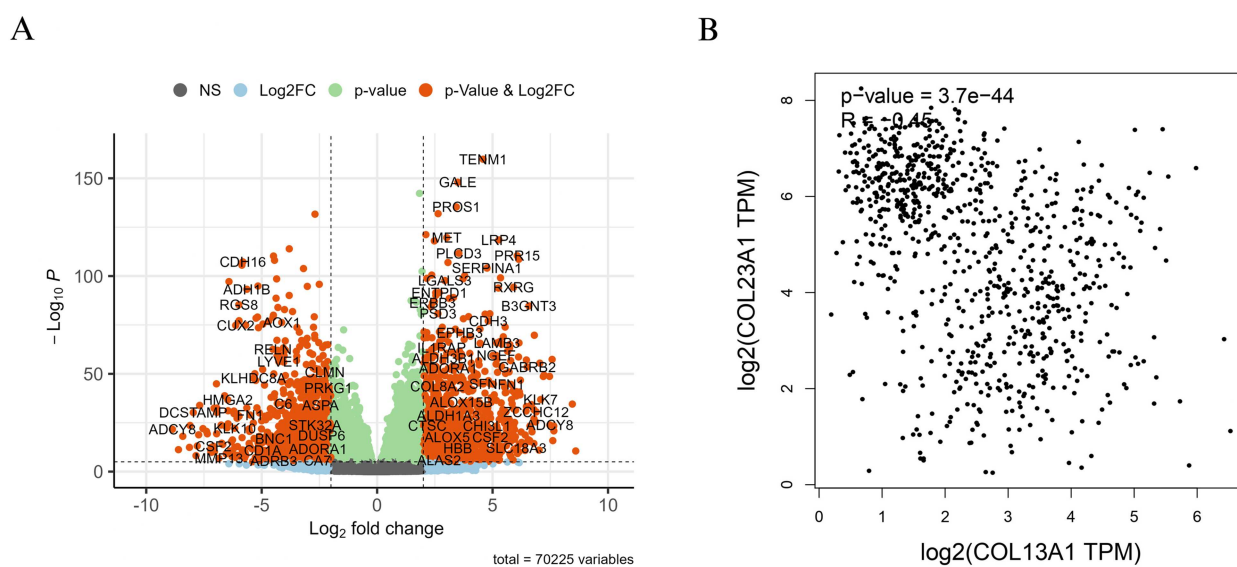 A
NS Log2FC p-value p-Value & Log2FC
TENM1
150
GALE
PROS1
MET
LRP4
PLCD3
PRR15
CDH16
SERPINA1
100
LGALS3
ADH1B
ENTPD1
RXRG
RGS8
ERBB3
B3GNT3
PSD3
CUX2
AOX1
CDH3
EPHB3
RELN
IL1RAP
LAMB3
LYVE1
ALDH3B1
NGEF
CLMN
ADORA1
GABRB2
50
KLHDC8A
PRKG1
COL8A2
SFNFN1
HMGA2
C6
ASPA
ALOX15B
KLK7
DCSTAMP
FN1
ALDH1A3
ZCCHC12
ADCY8
KLK10
STK32A
CTSC
CHI3L1
ADCY8
BNC1
DUSP6
ALOX5
CSF2
CSF2
CD1A
ADORA1
HBB
SLC18A3
MMP13
ADRB3
CA7
ALAS2
0
− Log10 P
-10 -5 0 5 10
Log2 fold change
total = 70225 variables
B
p−value = 3.7e−44
R = −0.45
8
6
4
2
0
log2(COL23A1 TPM)
0 1 2 3 4 5 6
log2(COL13A1 TPM)